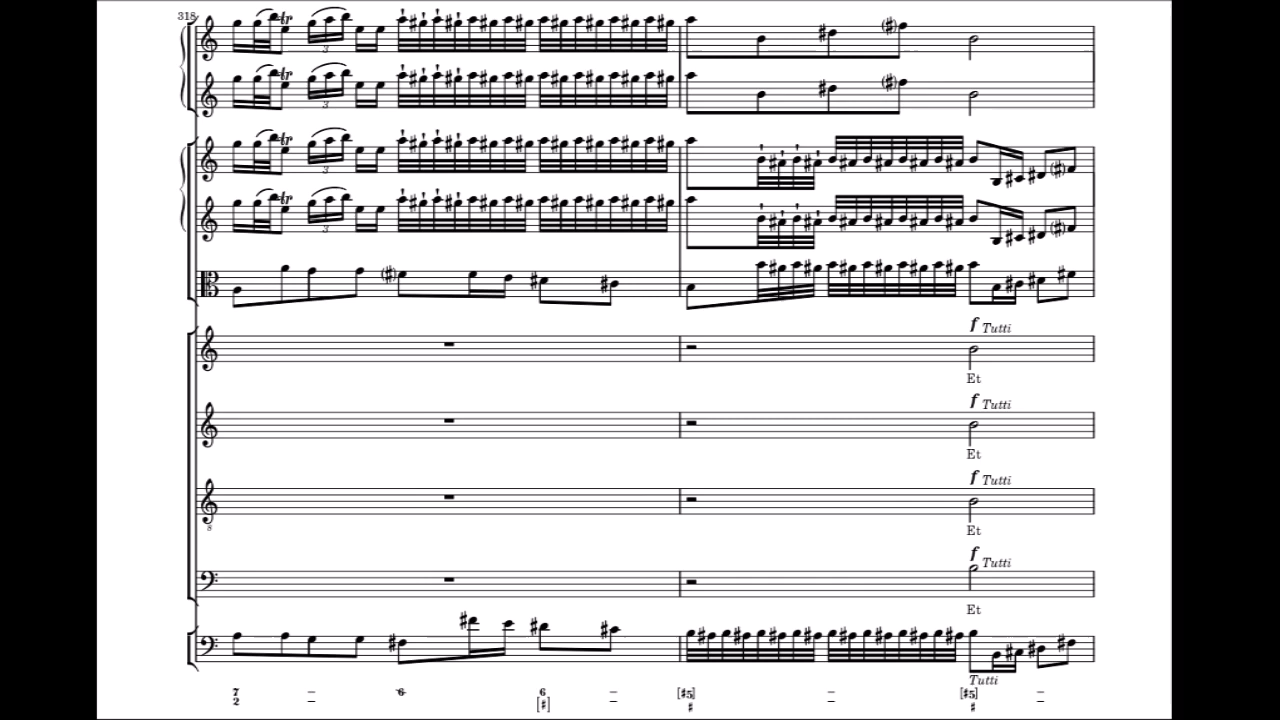 318
tr
3
tr
3
tr
3
tr
3
f Tutti
Et
f Tutti
Et
f Tutti
8
Et
f Tutti
Et
Tutti
7 – 6 6 – [♯5] – [♯5] –
2 – [♯] – ♯ – ♯ –